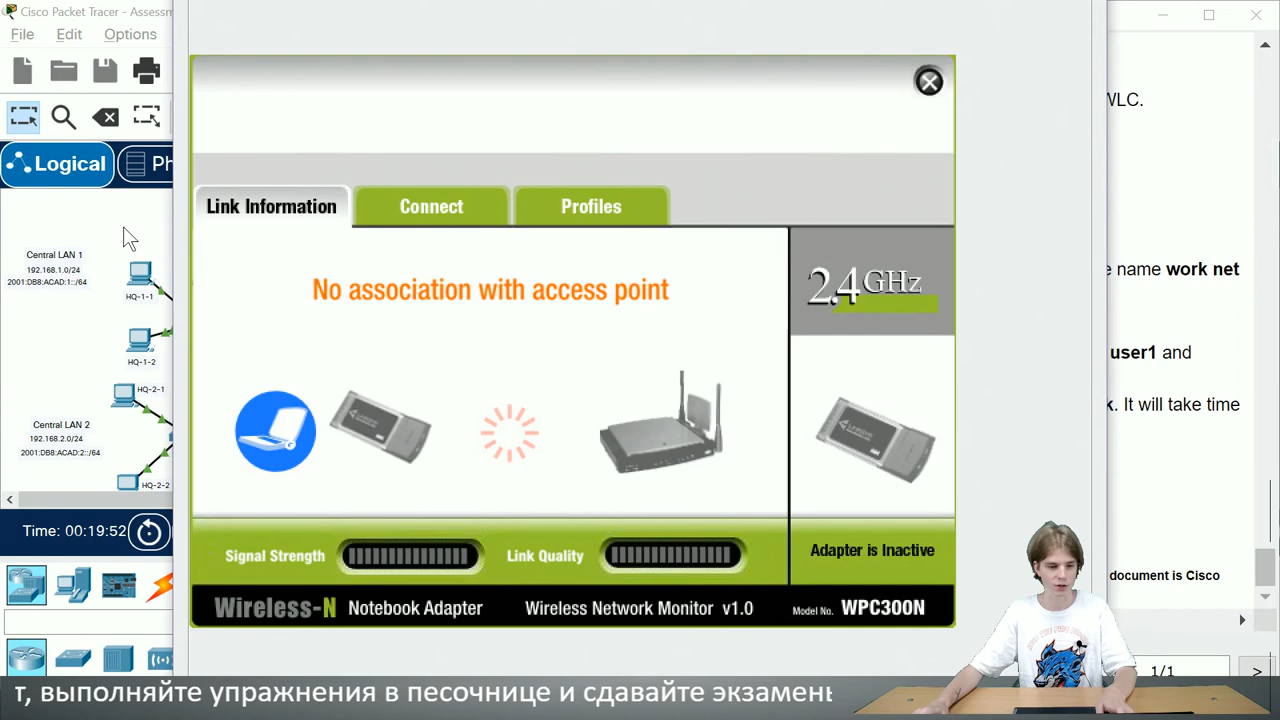 Cisco Packet Tracer - Assessm
File Edit Options
Logical
Ph
Central LAN 1
192.168.1.0/24
2001:DB8:ACAD:1::/64
HQ-1-1
HQ-1-2
HQ-2-1
Central LAN 2
192.168.2.0/24
2001:DB8:ACAD:2::/64
HQ-2-2
Time: 00:19:52
Link Information
Connect
Profiles
No association with access point
2.4GHz
Signal Strength
Link Quality
Adapter is Inactive
Wireless-N Notebook Adapter Wireless Network Monitor v1.0 Model No. WPC300N
WLC.
e name work net
user1 and
k. It will take time
document is Cisco
1/1
>
т, выполняйте упражнения в песочнице и сдавайте экзамены